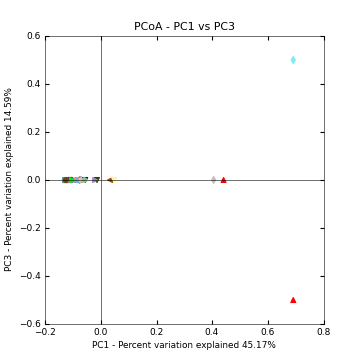 PCoA - PC1 vs PC3
0.6
0.4
0.2
0.0
−0.2
−0.4
−0.6
−0.2 0.0 0.2 0.4 0.6 0.8
PC3 - Percent variation explained 14.59%
PC1 - Percent variation explained 45.17%